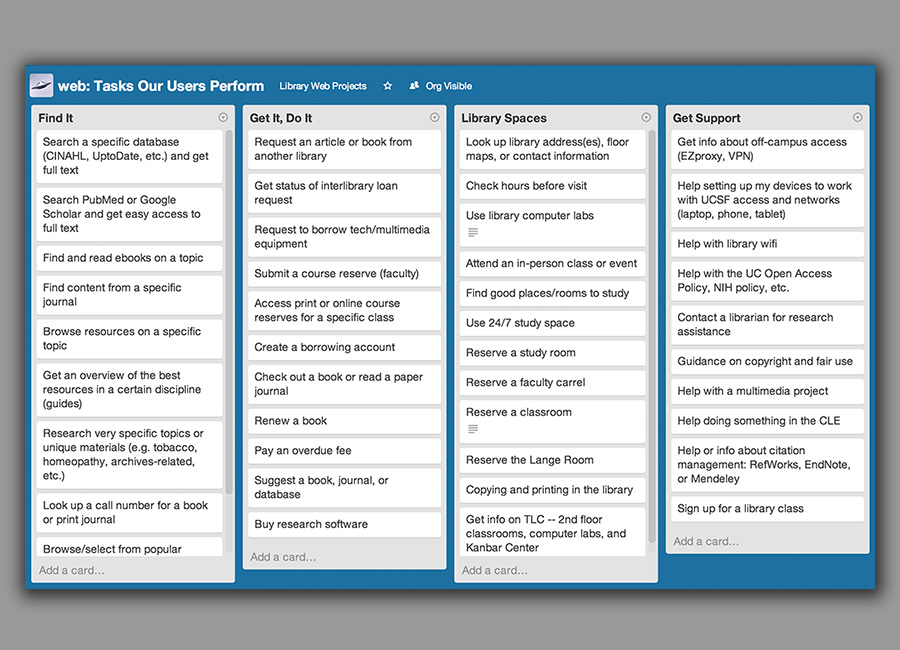 web: Tasks Our Users Perform
Library Web Projects
Org Visible
Find It
Search a specific database
(CINAHL, UptoDate, etc.) and get
full text
Search PubMed or Google
Scholar and get easy access to
full text
Find and read ebooks on a topic
Find content from a specific
journal
Browse resources on a specific
topic
Get an overview of the best
resources in a certain discipline
(guides)
Research very specific topics or
unique materials (e.g. tobacco,
homeopathy, archives-related,
etc.)
Look up a call number for a book
or print journal
Browse/select from popular
Add a card...
Get It, Do It
Request an article or book from
another library
Get status of interlibrary loan
request
Request to borrow tech/multimedia
equipment
Submit a course reserve (faculty)
Access print or online course
reserves for a specific class
Create a borrowing account
Check out a book or read a paper
journal
Renew a book
Pay an overdue fee
Suggest a book, journal, or
database
Buy research software
Add a card...
Library Spaces
Look up library address(es), floor
maps, or contact information
Check hours before visit
Use library computer labs
Attend an in-person class or event
Find good places/rooms to study
Use 24/7 study space
Reserve a study room
Reserve a faculty carrel
Reserve a classroom
Reserve the Lange Room
Copying and printing in the library
Get info on TLC -- 2nd floor
classrooms, computer labs, and
Kanbar Center
Add a card...
Get Support
Get info about off-campus access
(EZproxy, VPN)
Help setting up my devices to work
with UCSF access and networks
(laptop, phone, tablet)
Help with library wifi
Help with the UC Open Access
Policy, NIH policy, etc.
Contact a librarian for research
assistance
Guidance on copyright and fair use
Help with a multimedia project
Help doing something in the CLE
Help or info about citation
management: RefWorks, EndNote,
or Mendeley
Sign up for a library class
Add a card...